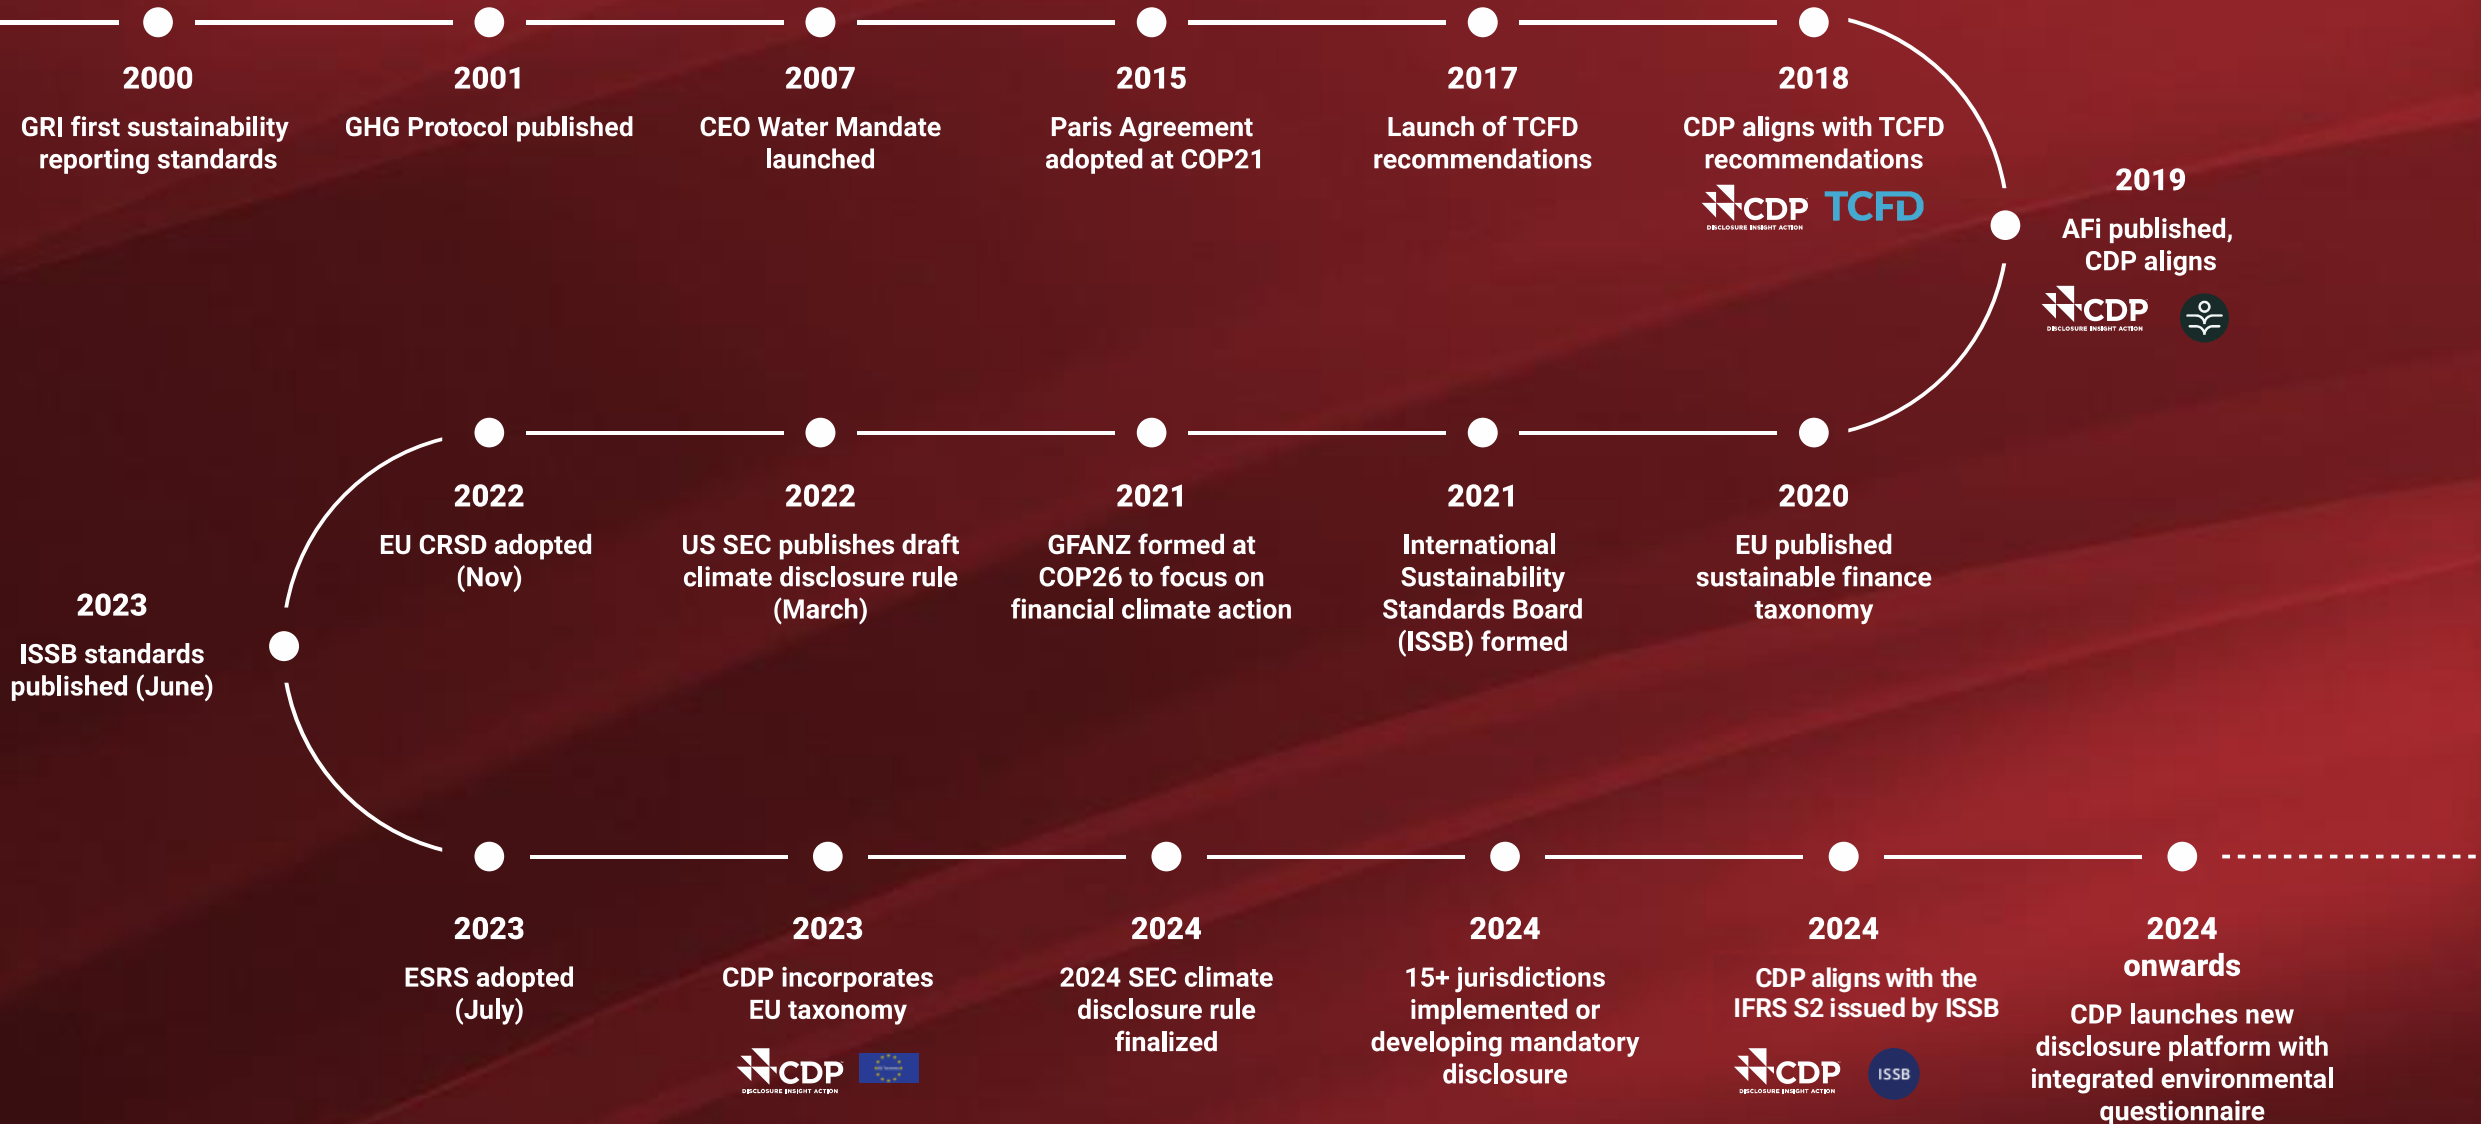 2000
GRI first sustainability
reporting standards
2001
GHG Protocol published
2007
CEO Water Mandate
launched
2015
Paris Agreement
adopted at COP21
2017
Launch of TCFD
recommendations
2018
CDP aligns with TCFD
recommendations
CDP
DISCLOSURE INSIGHT ACTION
TCFD
2019
AFi published,
CDP aligns
CDP
DISCLOSURE INSIGHT ACTION
2020
EU published
sustainable finance
taxonomy
2021
International
Sustainability
Standards Board
(ISSB) formed
2021
GFANZ formed at
COP26 to focus on
financial climate action
2022
US SEC publishes draft
climate disclosure rule
(March)
2022
EU CRSD adopted
(Nov)
2023
ISSB standards
published (June)
2023
ESRS adopted
(July)
2023
CDP incorporates
EU taxonomy
CDP
DISCLOSURE INSIGHT ACTION
2024
2024 SEC climate
disclosure rule
finalized
2024
15+ jurisdictions
implemented or
developing mandatory
disclosure
2024
CDP aligns with the
IFRS S2 issued by ISSB
CDP
DISCLOSURE INSIGHT ACTION
ISSB
2024
onwards
CDP launches new
disclosure platform with
integrated environmental
questionnaire